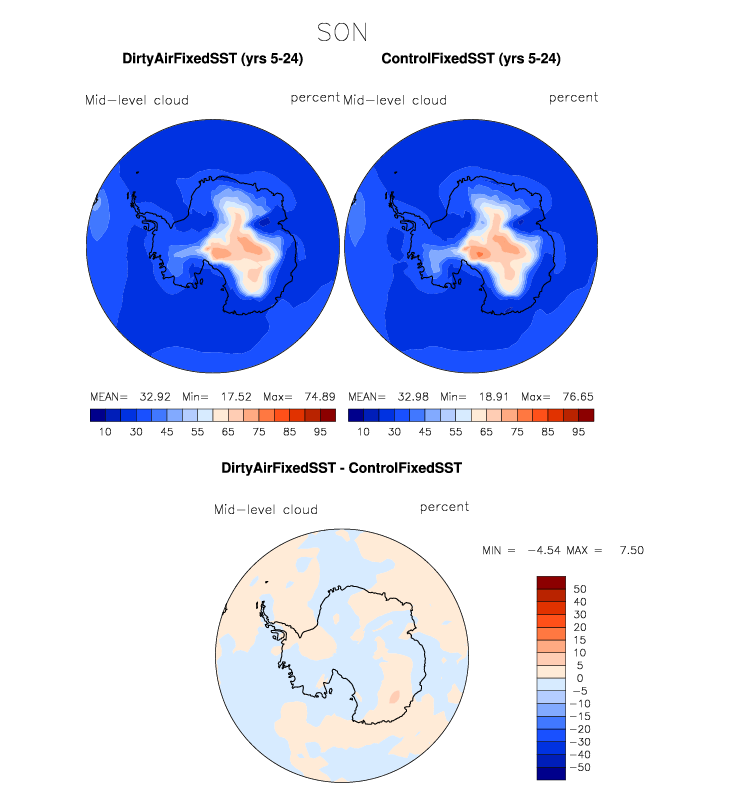 SON
DirtyAirFixedSST (yrs 5-24) ControlFixedSST (yrs 5-24)
Mid-level cloud percent Mid-level cloud percent
MEAN= 32.92 Min= 17.52 Max= 74.89 MEAN= 32.98 Min= 18.91 Max= 76.65
10 30 45 55 65 75 85 95 10 30 45 55 65 75 85 95
DirtyAirFixedSST - ControlFixedSST
Mid-level cloud percent
MIN = -4.54 MAX = 7.50
50
40
30
20
15
10
5
0
-5
-10
-15
-20
-30
-40
-50